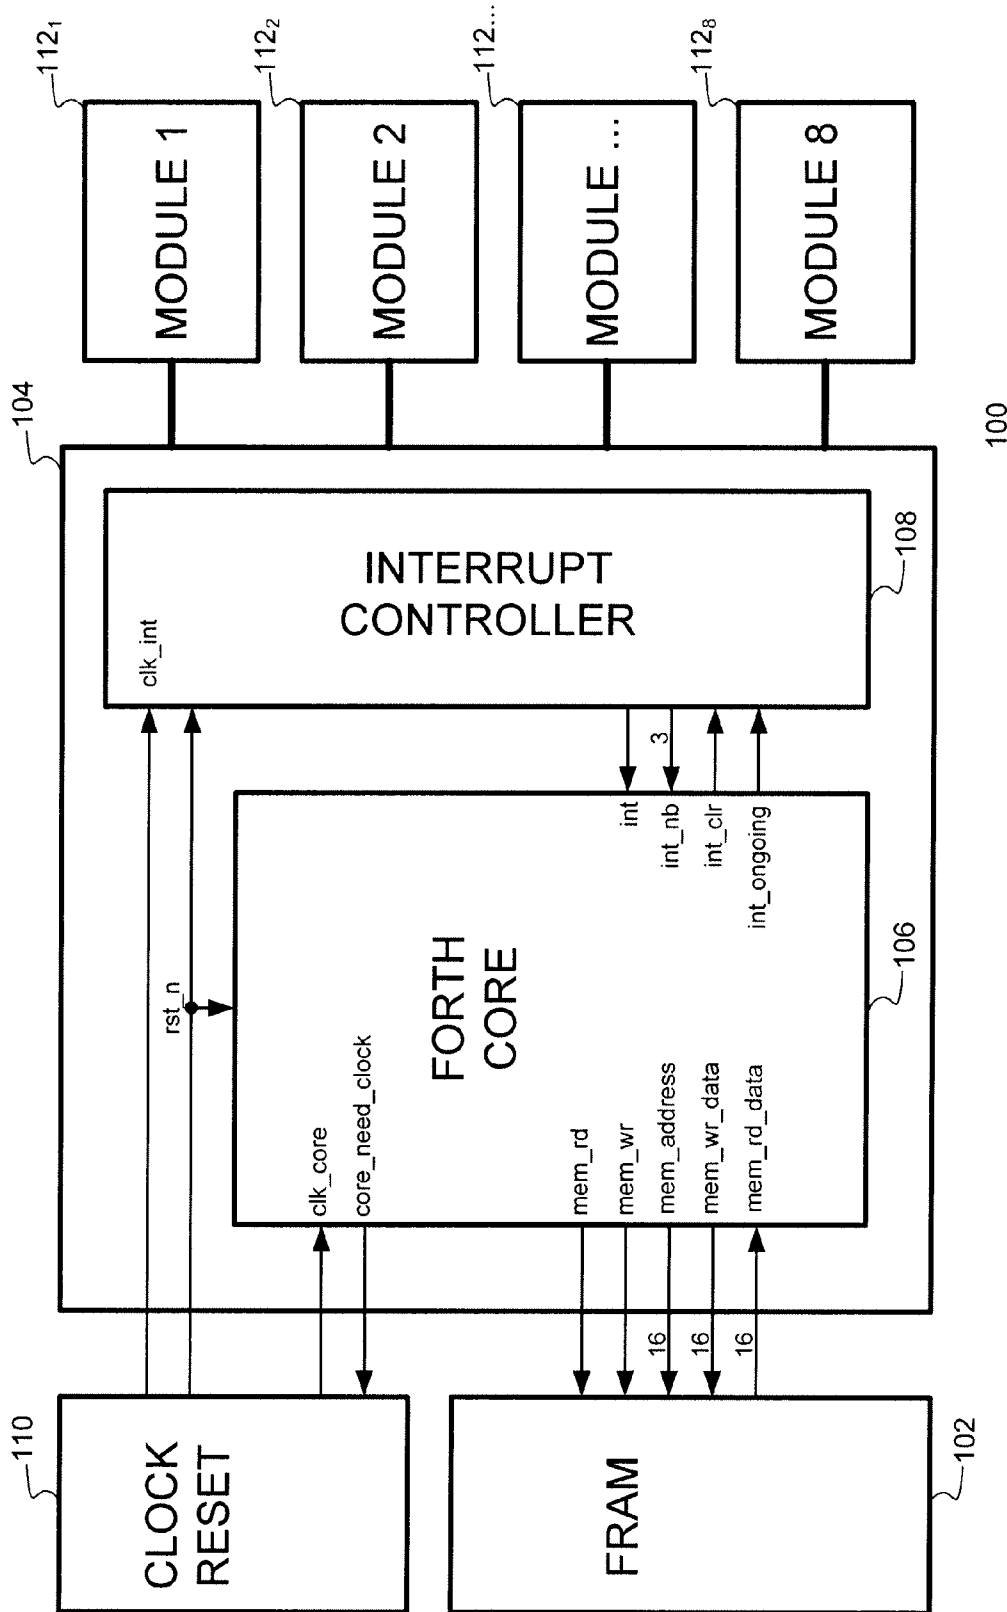 110
CLOCK
RESET
FRAM
102
104
rst_n
clk_int
clk_core
core_need_clock
FORTH
CORE
mem_rd
mem_wr
mem_address
mem_wr_data
mem_rd_data
16
16
16
int
int_nb
int_clr
int_ongoing
3
106
INTERRUPT
CONTROLLER
108
112₁
MODULE 1
112₂
MODULE 2
112...
MODULE ...
112₈
MODULE 8
100